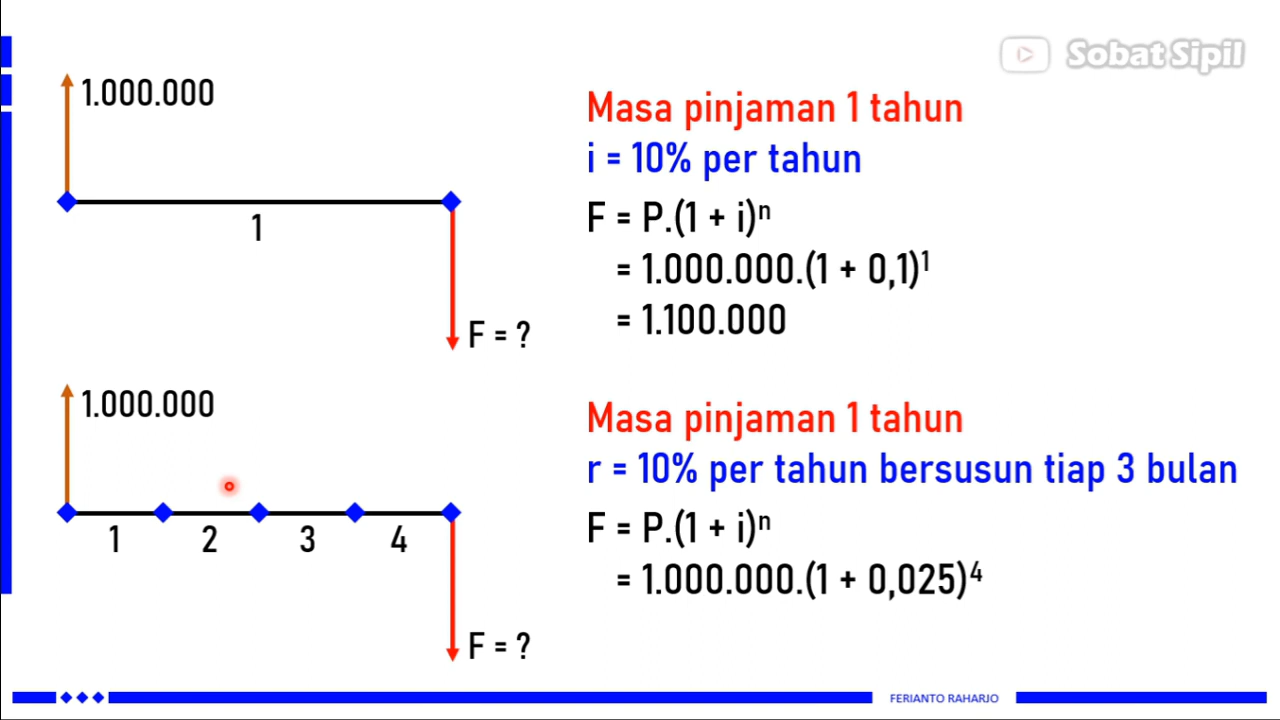 Sobat Sipil
1.000.000
1
F = ?
Masa pinjaman 1 tahun
i = 10% per tahun
F = P.(1 + i)ⁿ
= 1.000.000.(1 + 0,1)¹
= 1.100.000
1.000.000
1 2 3 4
F = ?
Masa pinjaman 1 tahun
r = 10% per tahun bersusun tiap 3 bulan
F = P.(1 + i)ⁿ
= 1.000.000.(1 + 0,025)⁴
FERIANTO RAHARJO